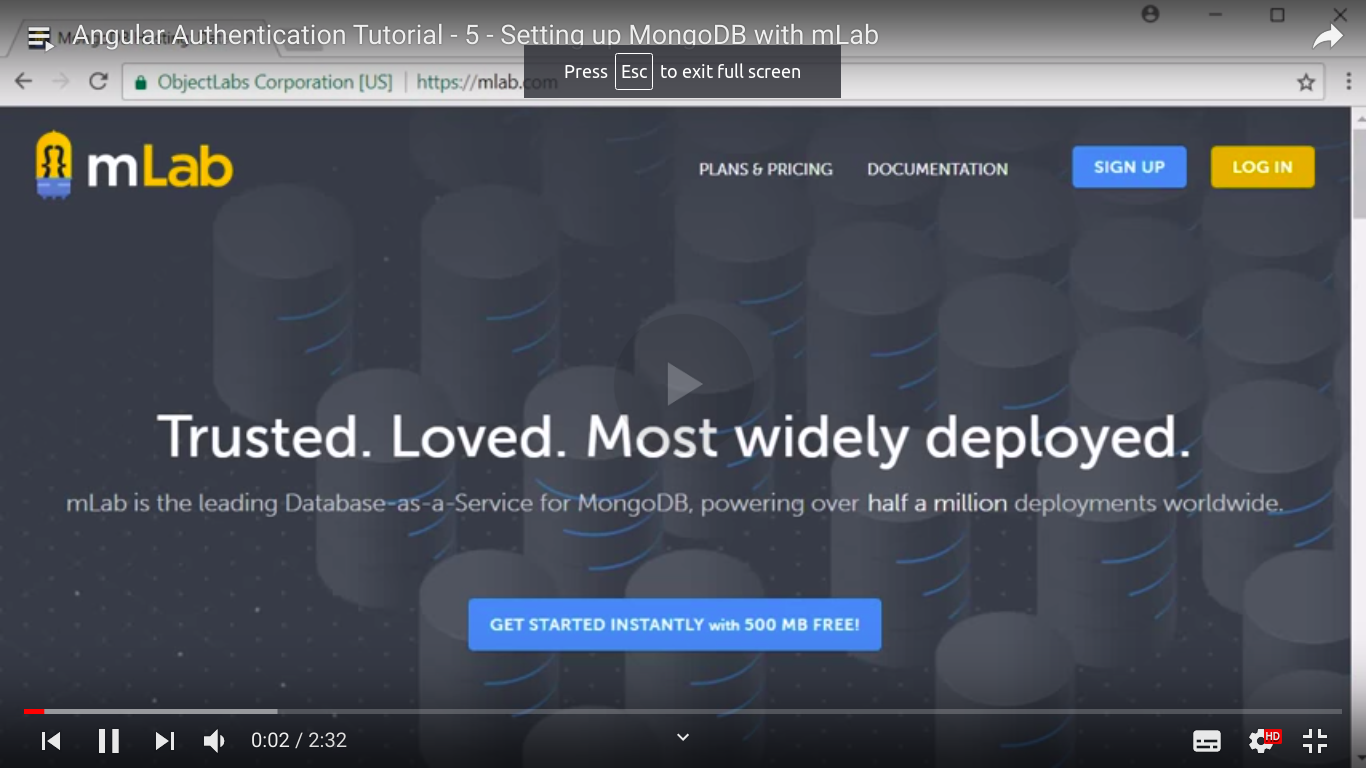 Angular Authentication Tutorial - 5 - Setting up MongoDB with mLab
Press Esc to exit full screen
ObjectLabs Corporation [US] | https://mlab.com
mLab
PLANS & PRICING
DOCUMENTATION
SIGN UP
LOG IN
Trusted. Loved. Most widely deployed.
mLab is the leading Database-as-a-Service for MongoDB, powering over half a million deployments worldwide.
GET STARTED INSTANTLY with 500 MB FREE!
0:02 / 2:32
HD